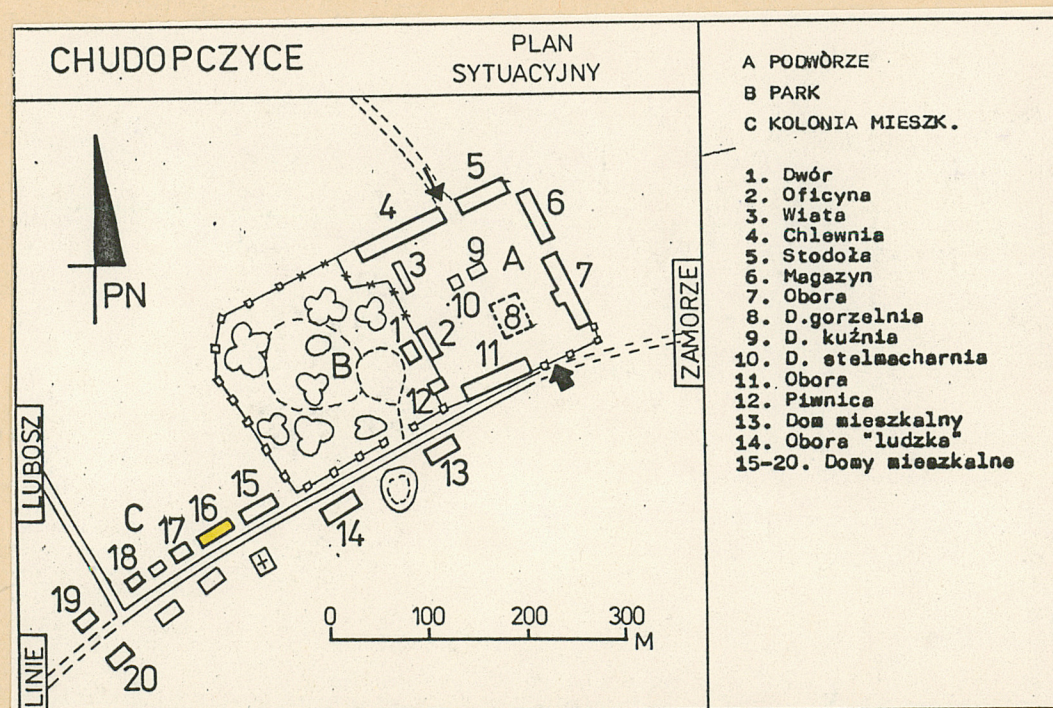 CHUDOPCZYCE
PLAN
SYTUACYJNY
A PODWÒRZE
B PARK
C KOLONIA MIESZK.
1. Dwór
2. Oficyna
3. Wiata
4. Chlewnia
5. Stodoła
6. Magazyn
7. Obora
8. D.gorzelnia
9. D. kuźnia
10. D. stelmacharnia
11. Obora
12. Piwnica
13. Dom mieszkalny
14. Obora "ludzka"
15-20. Domy mieszkalne
PN
5
4
6
3
9
A
10
7
8
1
2
B
11
12
ZAMORZE
LUBOSZ
13
C
15
16
17
14
18
19
20
LINIE
0 100 200 300
M